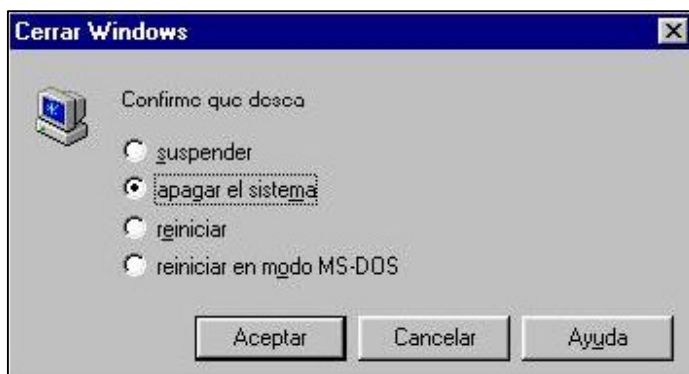 Cerrar Windows
Confirme que desea
suspender
apagar el sistema
reiniciar
reiniciar en modo MS-DOS
Aceptar Cancelar Ayuda